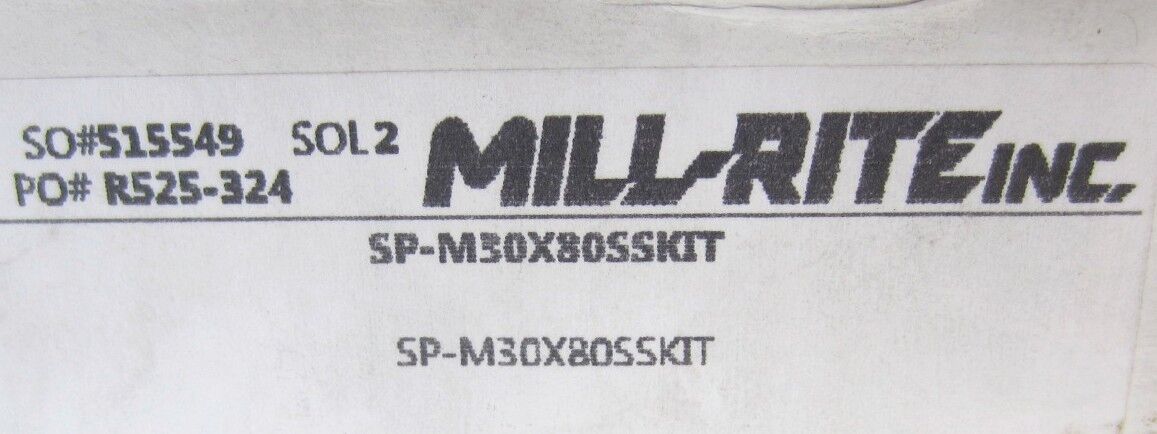 SO#515549 SOL2 MILL-RITE INC.
PO# R525-324
SP-M30X80SSKIT
SP-M30X80SSKIT